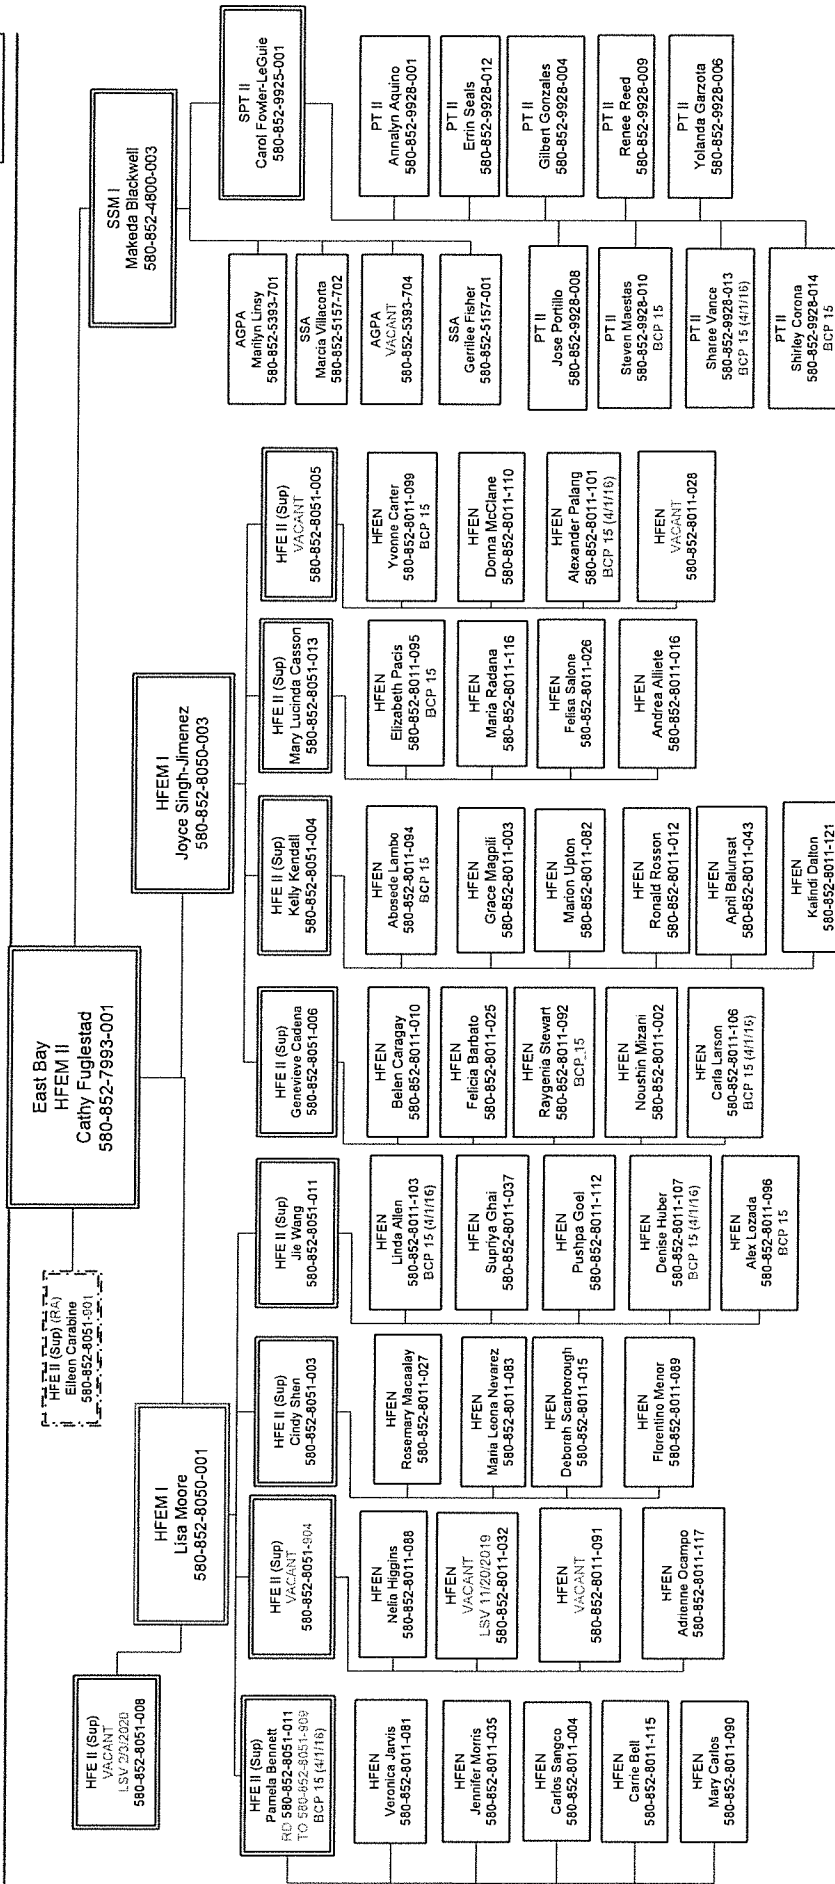 East Bay
HFEM II
Cathy Fuglestad
580-852-7993-001
HFE II (Sup) (RA)
Eileen Carabine
580-852-8051-901
HFE II (Sup)
VACANT
LSV 2/3/2020
580-852-8051-008
HFEM I
Lisa Moore
580-852-8050-001
HFEM I
Joyce Singh-Jimenez
580-852-8050-003
SSM I
Makeda Blackwell
580-852-4800-003
HFE II (Sup)
Pamela Bennett
RD 580-852-8051-011
TO 580-852-8051-909
BCP 15 (4/1/16)
HFEN
Veronica Jarvis
580-852-8011-081
HFEN
Jennifer Morris
580-852-8011-035
HFEN
Carlos Sangco
580-852-8011-004
HFEN
Carrie Bell
580-852-8011-115
HFEN
Mary Carlos
580-852-8011-090
HFE II (Sup)
VACANT
580-852-8051-904
HFEN
Nelia Higgins
580-852-8011-088
HFEN
VACANT
LSV 11/20/2019
580-852-8011-032
HFEN
VACANT
580-852-8011-091
HFEN
Adrienne Ocampo
580-852-8011-117
HFE II (Sup)
Cindy Shen
580-852-8051-003
HFEN
Rosemary Macaalay
580-852-8011-027
HFEN
Maria Leona Nevarez
580-852-8011-083
HFEN
Deborah Scarborough
580-852-8011-015
HFEN
Florentino Menor
580-852-8011-089
HFE II (Sup)
Jie Wang
580-852-8051-011
HFEN
Linda Allen
580-852-8011-103
BCP 15 (4/1/16)
HFEN
Supriya Ghai
580-852-8011-037
HFEN
Pushpa Goel
580-852-8011-112
HFEN
Denise Huber
580-852-8011-107
BCP 15 (4/1/16)
HFEN
Alex Lozada
580-852-8011-096
BCP 15
HFE II (Sup)
Genevieve Cadena
580-852-8051-006
HFEN
Belen Caragay
580-852-8011-010
HFEN
Felicia Barbato
580-852-8011-025
HFEN
Raygenia Stewart
580-852-8011-092
BCP 15
HFEN
Noushin Mizani
580-852-8011-002
HFEN
Carla Larson
580-852-8011-106
BCP 15 (4/1/16)
HFE II (Sup)
Kelly Kendall
580-852-8051-004
HFEN
Abosede Lambo
580-852-8011-094
BCP 15
HFEN
Grace Magpili
580-852-8011-003
HFEN
Marion Upton
580-852-8011-082
HFEN
Ronald Rosson
580-852-8011-012
HFEN
April Balunsat
580-852-8011-043
HFEN
Kalindi Dalton
580-852-8011-121
HFE II (Sup)
Mary Lucinda Casson
580-852-8051-013
HFEN
Elizabeth Pacis
580-852-8011-095
BCP 15
HFEN
Maria Radana
580-852-8011-116
HFEN
Felisa Salone
580-852-8011-026
HFEN
Andrea Alliete
580-852-8011-016
HFE II (Sup)
VACANT
580-852-8051-005
HFEN
Yvonne Carter
580-852-8011-099
BCP 15
HFEN
Donna McClane
580-852-8011-110
HFEN
Alexander Palang
580-852-8011-101
BCP 15 (4/1/16)
HFEN
VACANT
580-852-8011-028
AGPA
Marilyn Linsy
580-852-5393-701
SSA
Marcia Villacorta
580-852-5157-702
AGPA
VACANT
580-852-5393-704
SSA
Gerrilee Fisher
580-852-5157-001
SPT II
Carol Fowler-LeGuie
580-852-9925-001
PT II
Jose Portillo
580-852-9928-008
PT II
Steven Maestas
580-852-9928-010
BCP 15
PT II
Sharee Vance
580-852-9928-013
BCP 15 (4/1/16)
PT II
Shirley Corona
580-852-9928-014
BCP 15
PT II
Annalyn Aquino
580-852-9928-001
PT II
Errin Seals
580-852-9928-012
PT II
Gilbert Gonzales
580-852-9928-004
PT II
Renee Reed
580-852-9928-009
PT II
Yolanda Garzota
580-852-9928-006